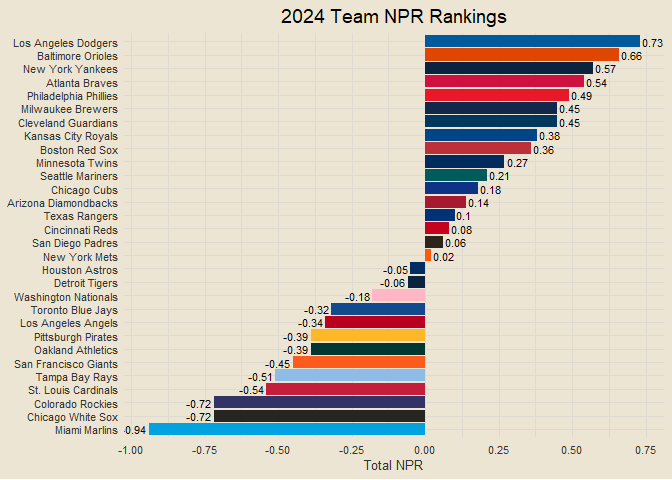 2024 Team NPR Rankings
Los Angeles Dodgers 0.73
Baltimore Orioles 0.66
New York Yankees 0.57
Atlanta Braves 0.54
Philadelphia Phillies 0.49
Milwaukee Brewers 0.45
Cleveland Guardians 0.45
Kansas City Royals 0.38
Boston Red Sox 0.36
Minnesota Twins 0.27
Seattle Mariners 0.21
Chicago Cubs 0.18
Arizona Diamondbacks 0.14
Texas Rangers 0.1
Cincinnati Reds 0.08
San Diego Padres 0.06
New York Mets 0.02
Houston Astros -0.05
Detroit Tigers -0.06
Washington Nationals -0.18
Toronto Blue Jays -0.32
Los Angeles Angels -0.34
Pittsburgh Pirates -0.39
Oakland Athletics -0.39
San Francisco Giants -0.45
Tampa Bay Rays -0.51
St. Louis Cardinals -0.54
Colorado Rockies -0.72
Chicago White Sox -0.72
Miami Marlins -0.94
-1.00 -0.75 -0.50 -0.25 0.00 0.25 0.50 0.75
Total NPR